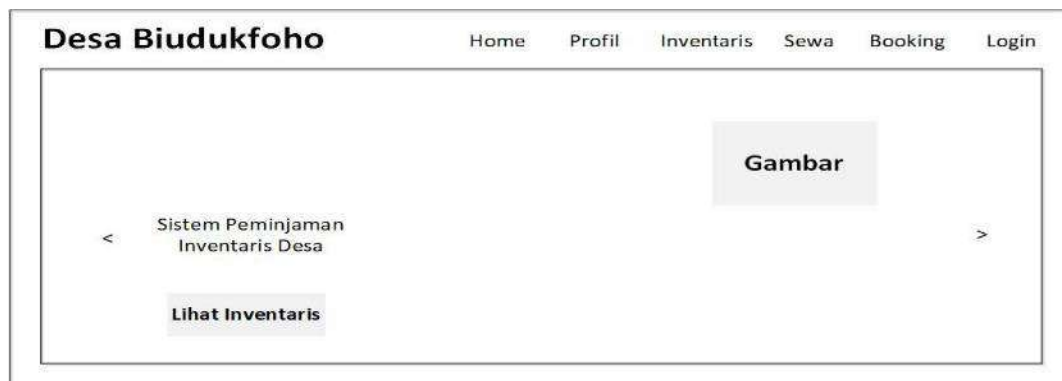 Desa Biudukfoho
Home Profil Inventaris Sewa Booking Login
Gambar
< Sistem Peminjaman >
Inventaris Desa
Lihat Inventaris